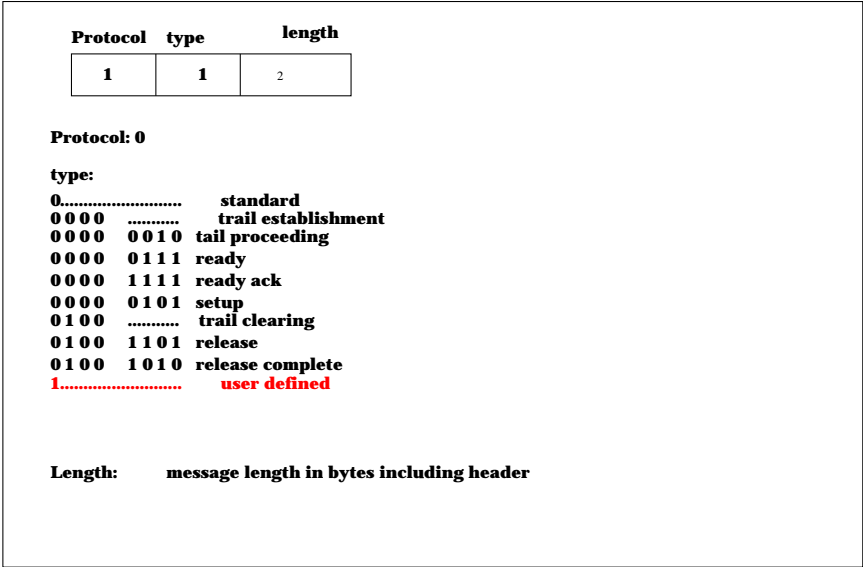 Protocol type length
1 1 2
Protocol: 0
type:
0.......................... standard
0 0 0 0 ........... trail establishment
0 0 0 0 0 0 1 0 tail proceeding
0 0 0 0 0 1 1 1 ready
0 0 0 0 1 1 1 1 ready ack
0 0 0 0 0 1 0 1 setup
0 1 0 0 ........... trail clearing
0 1 0 0 1 1 0 1 release
0 1 0 0 1 0 1 0 release complete
1.......................... user defined
Length: message length in bytes including header